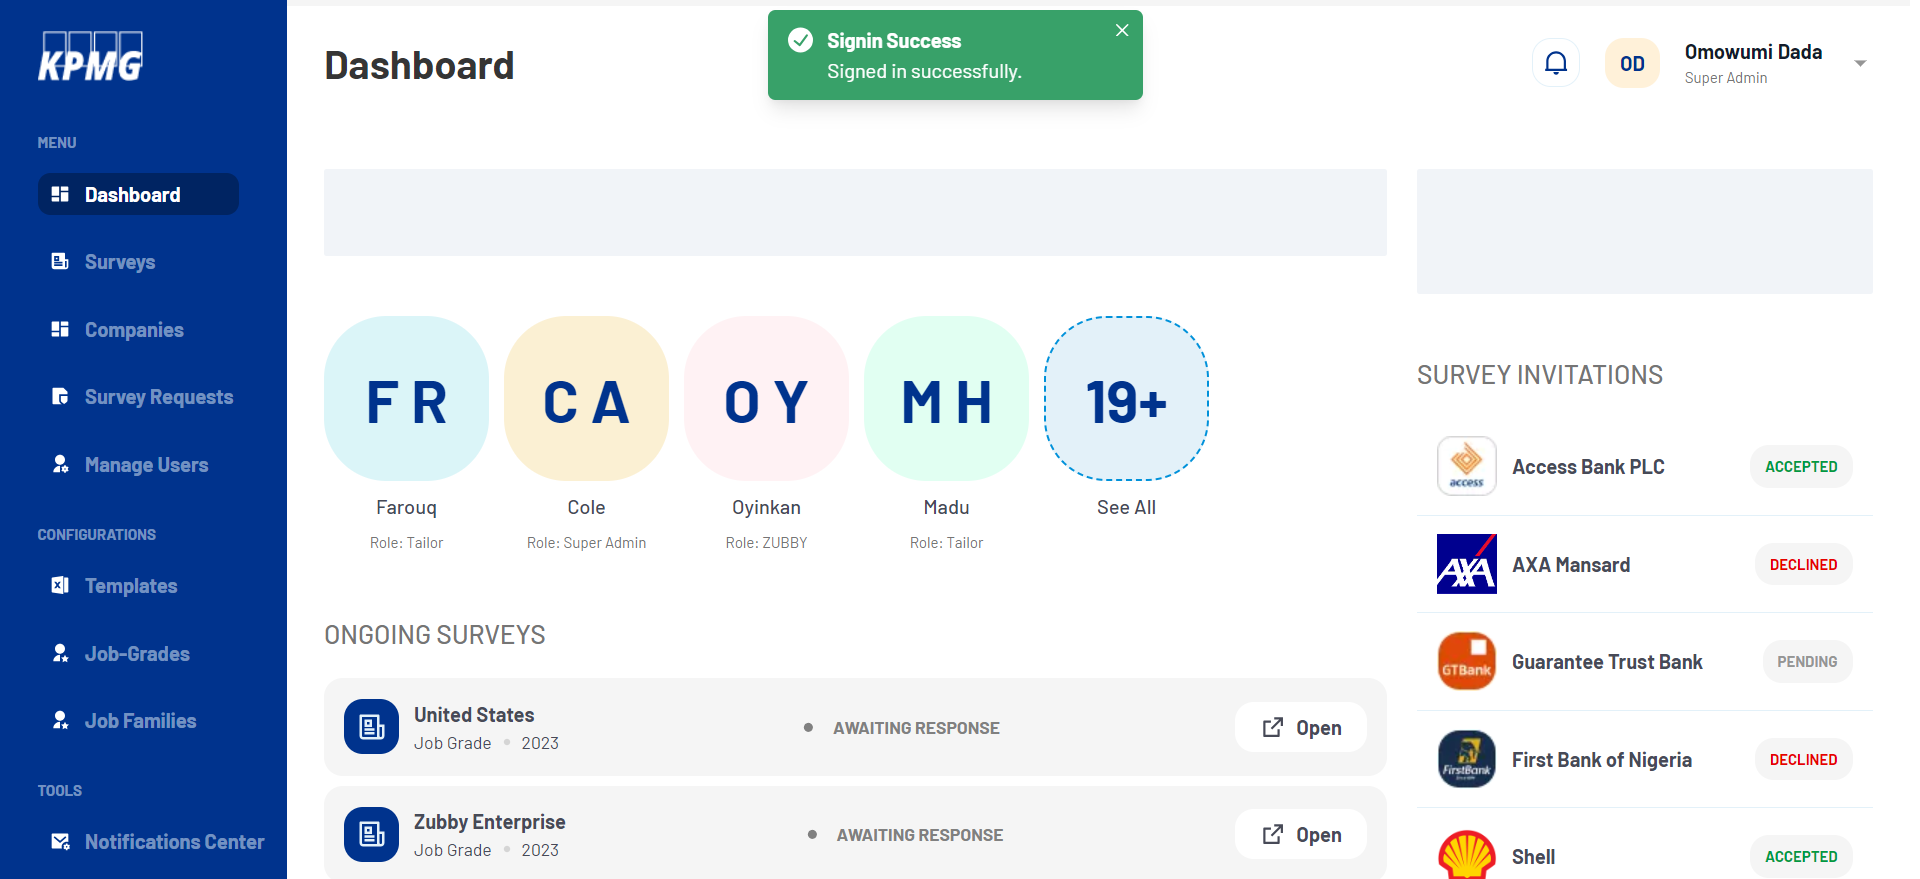 KPMG
MENU
Dashboard
Surveys
Companies
Survey Requests
Manage Users
CONFIGURATIONS
Templates
Job-Grades
Job Families
TOOLS
Notifications Center
Dashboard
Signin Success
Signed in successfully.
OD
Omowumi Dada
Super Admin
F R
C A
O Y
M H
19+
Farouq
Cole
Oyinkan
Madu
See All
Role: Tailor
Role: Super Admin
Role: ZUBBY
Role: Tailor
ONGOING SURVEYS
United States
Job Grade • 2023
AWAITING RESPONSE
Open
Zubby Enterprise
Job Grade • 2023
AWAITING RESPONSE
Open
SURVEY INVITATIONS
access
Access Bank PLC
ACCEPTED
AXA
AXA Mansard
DECLINED
GTBank
Guarantee Trust Bank
PENDING
FirstBank
First Bank of Nigeria
DECLINED
Shell
ACCEPTED